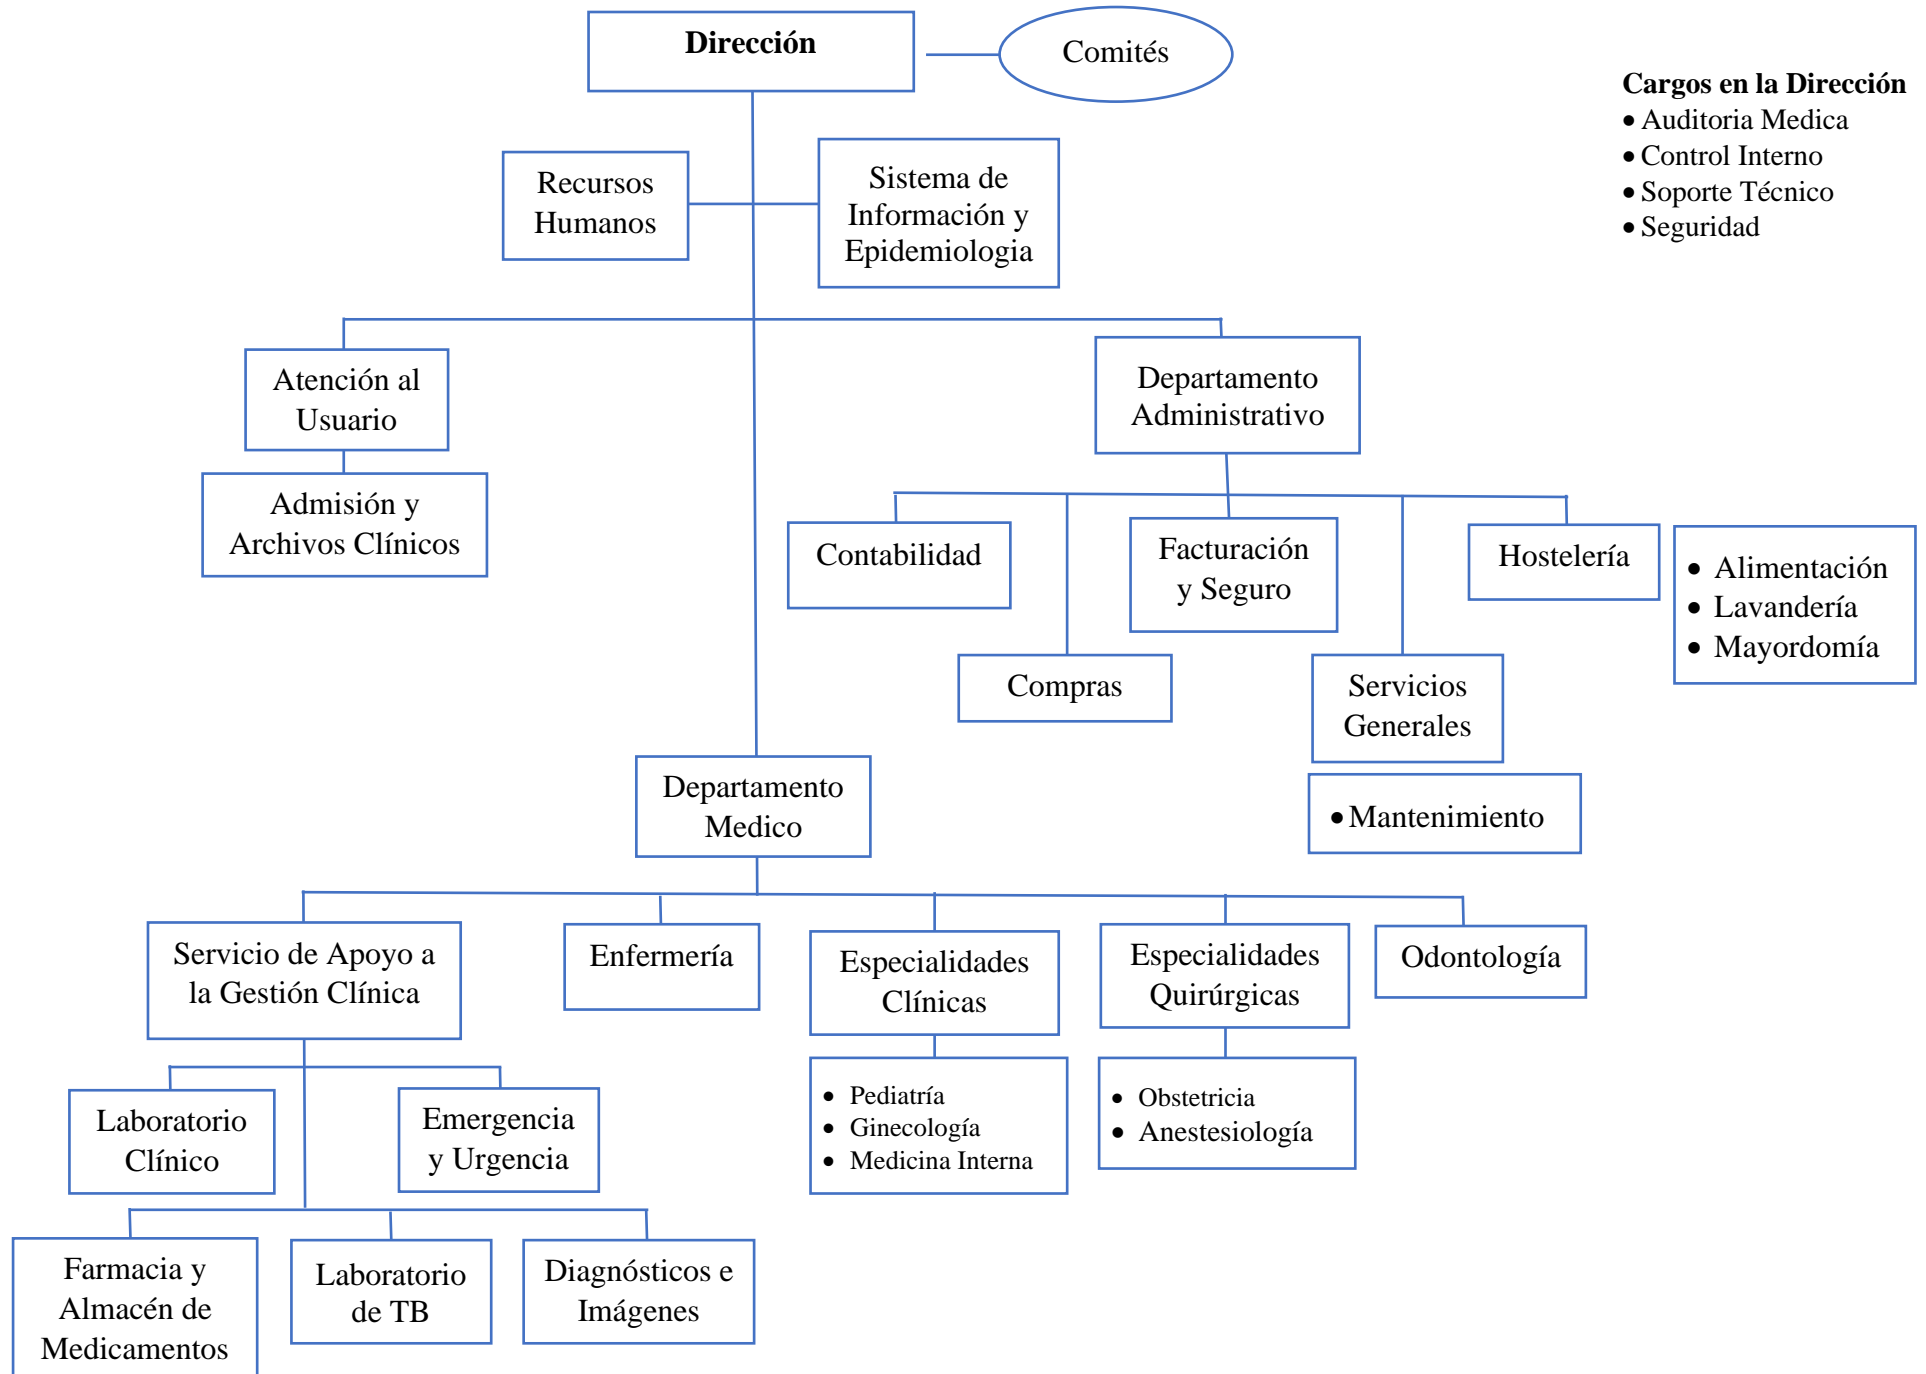 Dirección
Comités
Cargos en la Dirección
• Auditoria Medica
• Control Interno
• Soporte Técnico
• Seguridad
Recursos
Humanos
Sistema de
Información y
Epidemiologia
Atención al
Usuario
Departamento
Administrativo
Admisión y
Archivos Clínicos
Contabilidad
Facturación
y Seguro
Hostelería
• Alimentación
• Lavandería
• Mayordomía
Compras
Servicios
Generales
• Mantenimiento
Departamento
Medico
Servicio de Apoyo a
la Gestión Clínica
Enfermería
Especialidades
Clínicas
Especialidades
Quirúrgicas
Odontología
Laboratorio
Clínico
Emergencia
y Urgencia
• Pediatría
• Ginecología
• Medicina Interna
• Obstetricia
• Anestesiología
Farmacia y
Almacén de
Medicamentos
Laboratorio
de TB
Diagnósticos e
Imágenes